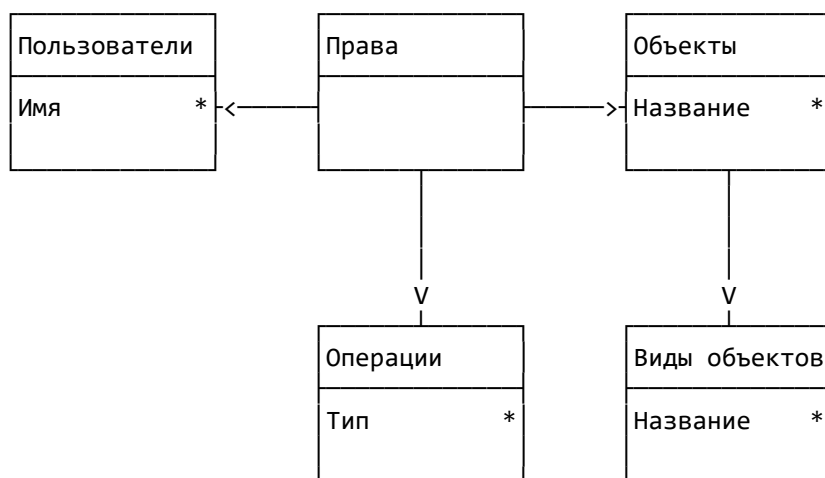 Пользователи Права Объекты
Имя * Название *
Операции Виды объектов
Тип * Название *